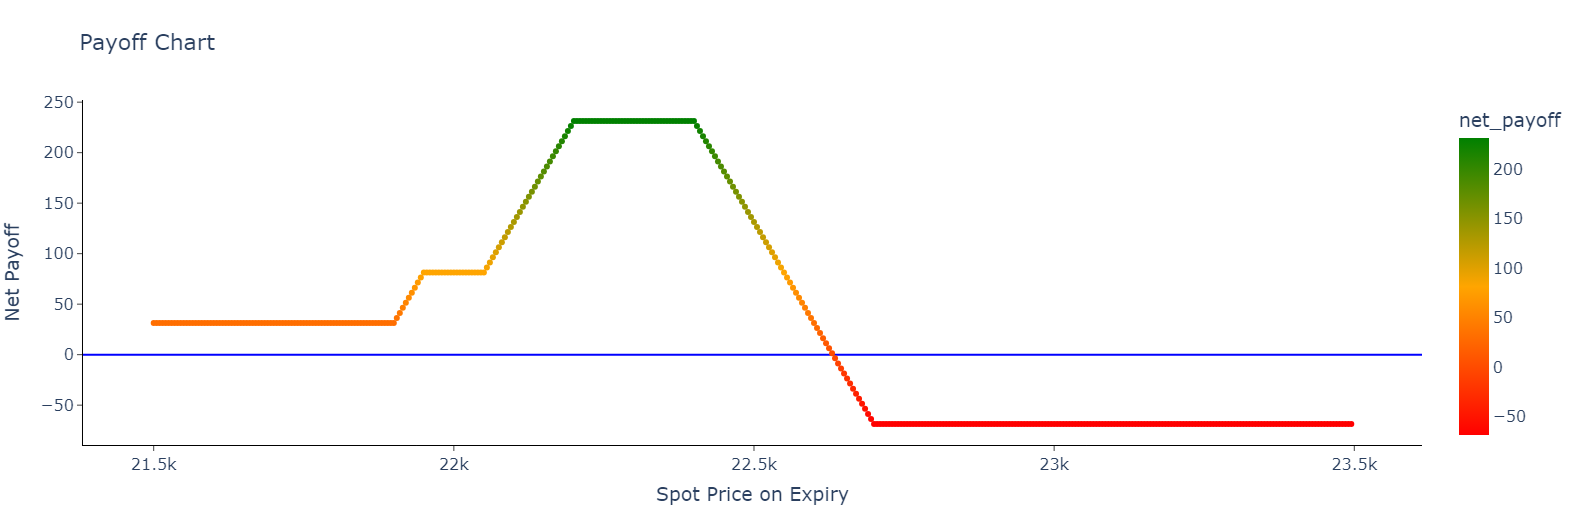 Payoff Chart
250
200
150
100
50
0
−50
Net Payoff
21.5k
22k
22.5k
23k
23.5k
Spot Price on Expiry
net_payoff
200
150
100
50
0
−50